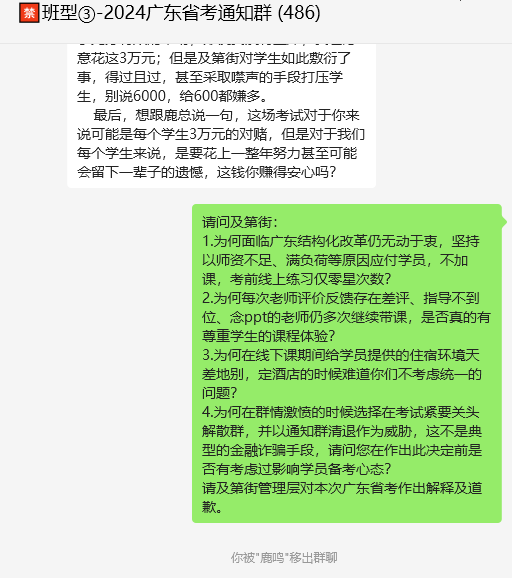 禁班型③-2024广东省考通知群 (486)
意花这3万元；但是及第街对学生如此敷衍了
事，得过且过，甚至采取噤声的手段打压学
生，别说6000，给600都嫌多。
最后，想跟鹿总说一句，这场考试对于你来
说可能是每个学生3万元的对赌，但是对于我们
每个学生来说，是要花上一整年努力甚至可能
会留下一辈子的遗憾，这钱你赚得安心吗？
请问及第街：
1.为何面临广东结构化改革仍无动于衷，坚持
以师资不足、满负荷等原因应付学员，不加
课，考前线上练习仅零星次数？
2.为何每次老师评价反馈存在差评、指导不到
位、念ppt的老师仍多次继续带课，是否真的有
尊重学生的课程体验？
3.为何在线下课期间给学员提供的住宿环境天
差地别，定酒店的时候难道你们不考虑统一的
问题？
4.为何在群情激愤的时候选择在考试紧要关头
解散群，并以通知群清退作为威胁，这不是典
型的金融诈骗手段，请问您在作出此决定前是
否有考虑过影响学员备考心态？
请及第街管理层对本次广东省考作出解释及道
歉。
你被"鹿鸣"移出群聊